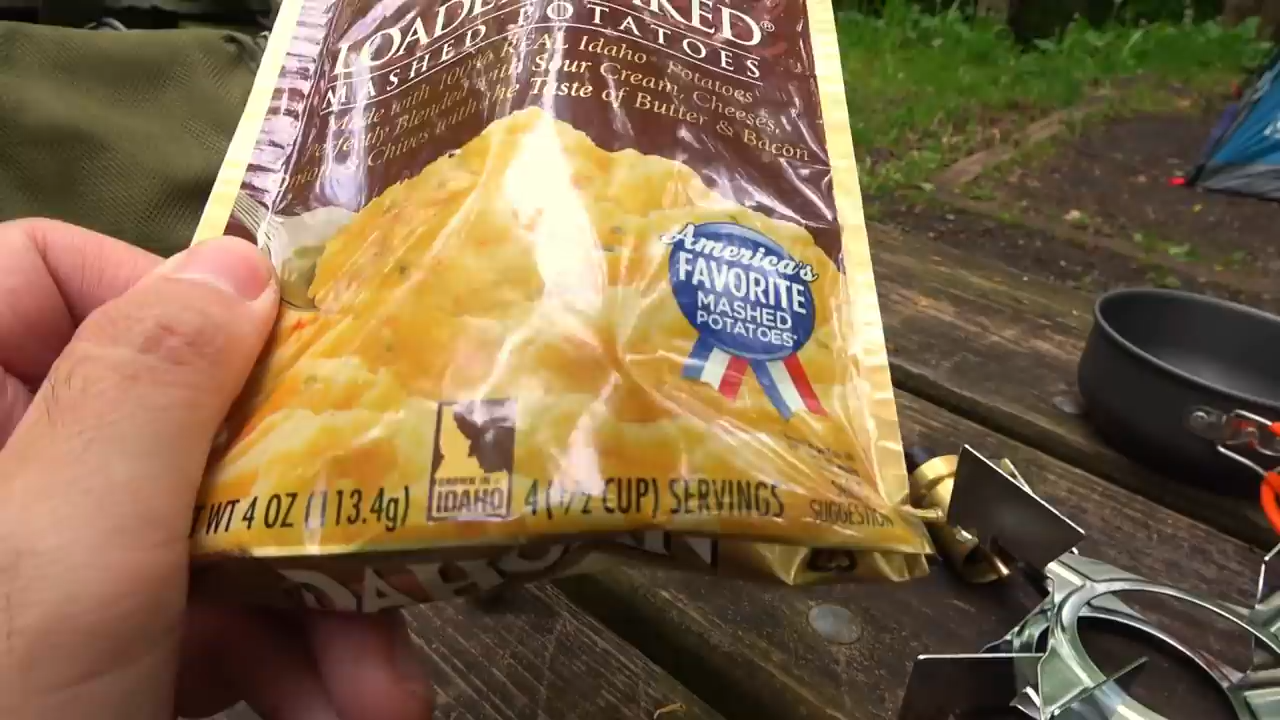 LOADED BAKED®
MASHED POTATOES
Made with 100% REAL Idaho® Potatoes
Perfectly Blended with Sour Cream, Cheeses,
Chives with the Taste of Butter & Bacon
America's
FAVORITE
MASHED
POTATOES*
GROWN IN
IDAHO
WT 4 OZ (113.4g)
4 (1/2 CUP) SERVINGS
SUGGESTION
IDAHOAN